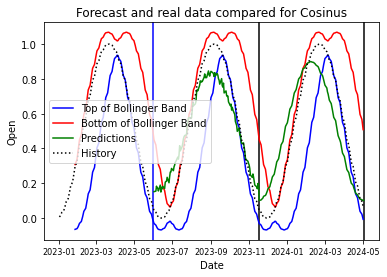 Forecast and real data compared for Cosinus
1.0
0.8
0.6
0.4
0.2
0.0
Open
Top of Bollinger Band
Bottom of Bollinger Band
Predictions
History
2023-01 2023-03 2023-05 2023-07 2023-09 2023-11 2024-01 2024-03 2024-05
Date